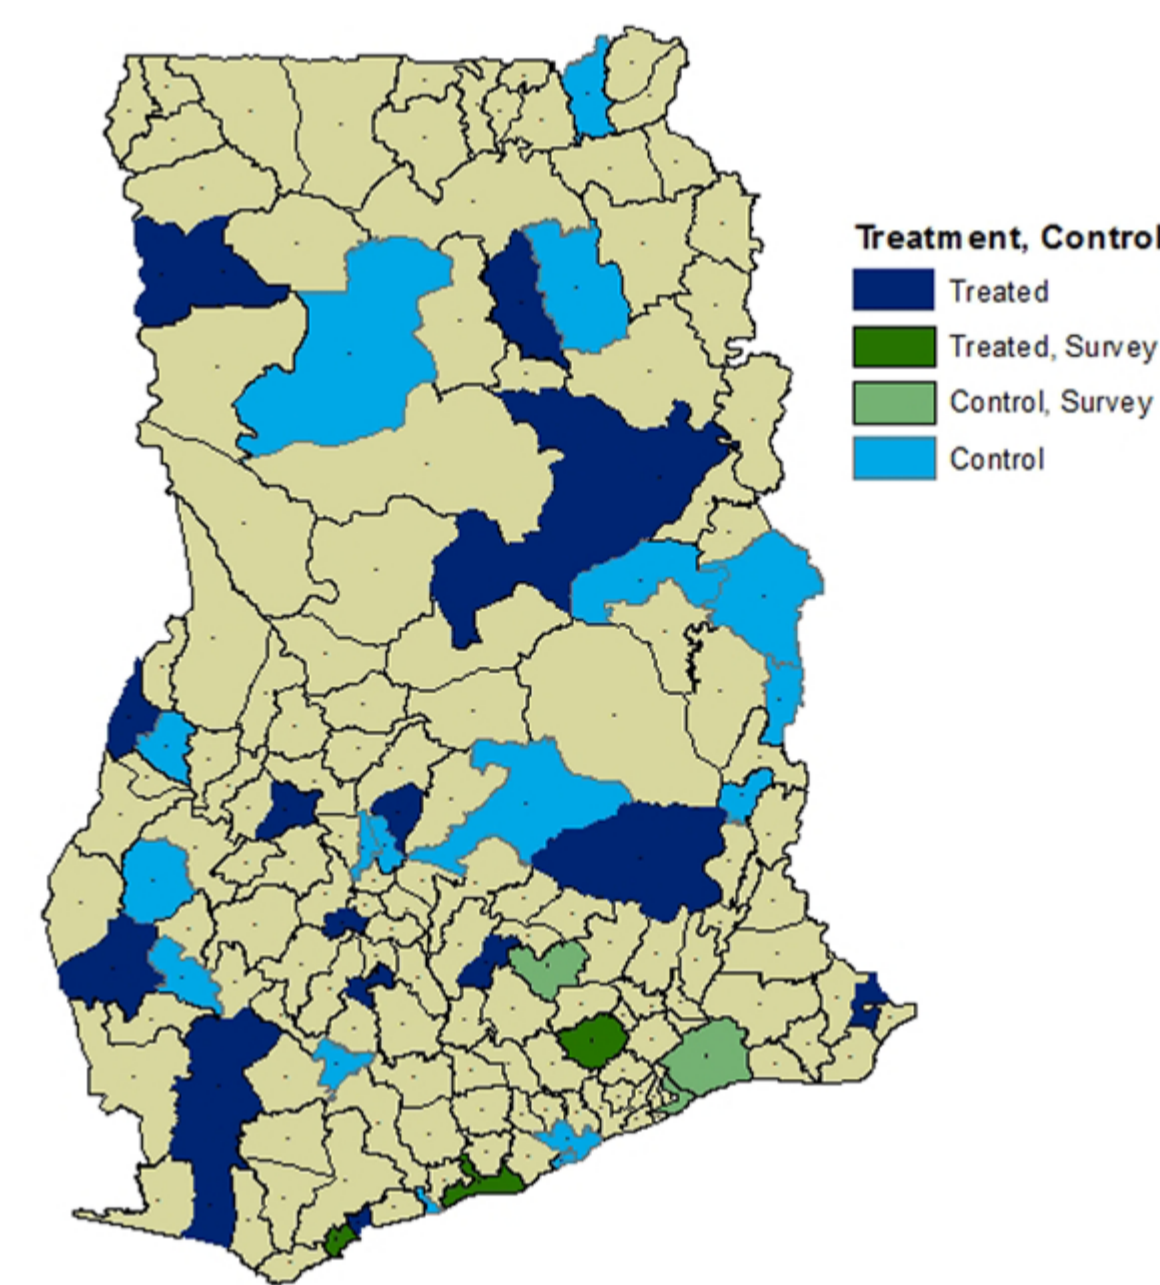 Treatment, Control
Treated
Treated, Survey
Control, Survey
Control